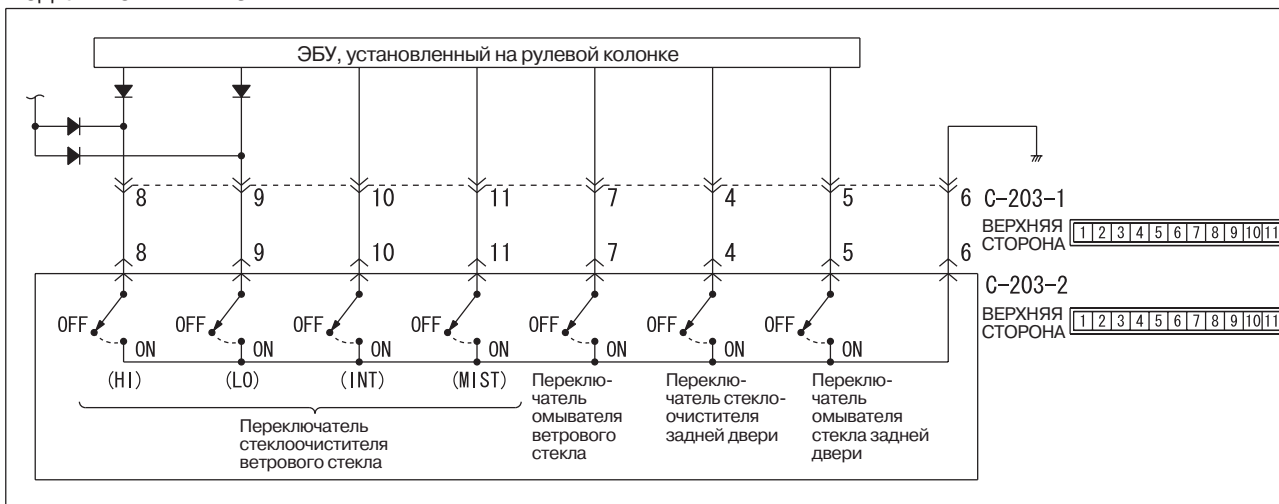 ЭБУ, установленный на рулевой колонке
8 9 10 11 7 4 5 6 C-203-1
ВЕРХНЯЯ
СТОРОНА
1 2 3 4 5 6 7 8 9 10 11
8 9 10 11 7 4 5 6
C-203-2
ВЕРХНЯЯ
СТОРОНА
1 2 3 4 5 6 7 8 9 10 11
OFF OFF OFF OFF OFF OFF OFF
ON ON ON ON ON ON ON
(HI) (LO) (INT) (MIST)
Переключатель
стеклоочистителя
ветрового стекла
Переклю-
чатель
омывателя
ветрового
стекла
Переклю-
чатель стекло-
очистителя
задней двери
Переклю-
чатель
омывателя
стекла задней
двери